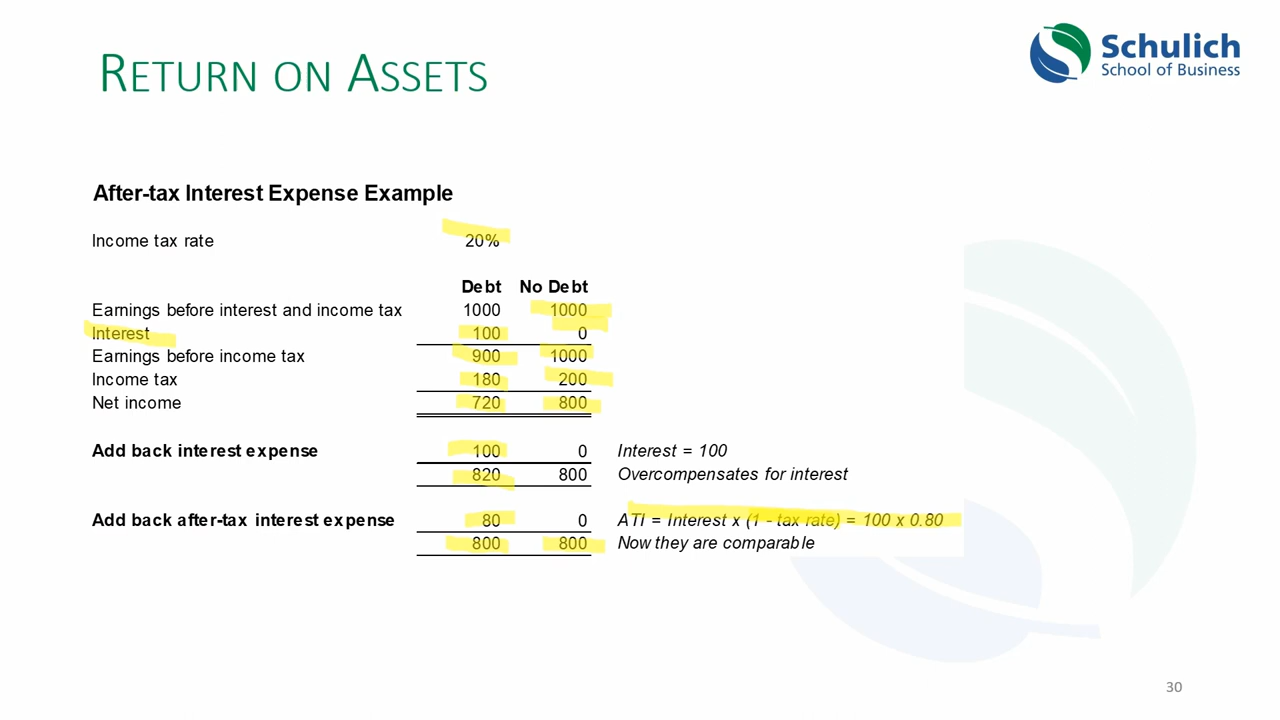 RETURN ON ASSETS
Schulich
School of Business
After-tax Interest Expense Example
Income tax rate 20%
Debt No Debt
Earnings before interest and income tax 1000 1000
Interest 100 0
Earnings before income tax 900 1000
Income tax 180 200
Net income 720 800
Add back interest expense 100 0 Interest = 100
820 800 Overcompensates for interest
Add back after-tax interest expense 80 0 ATI = Interest x (1 - tax rate) = 100 x 0.80
800 800 Now they are comparable
30